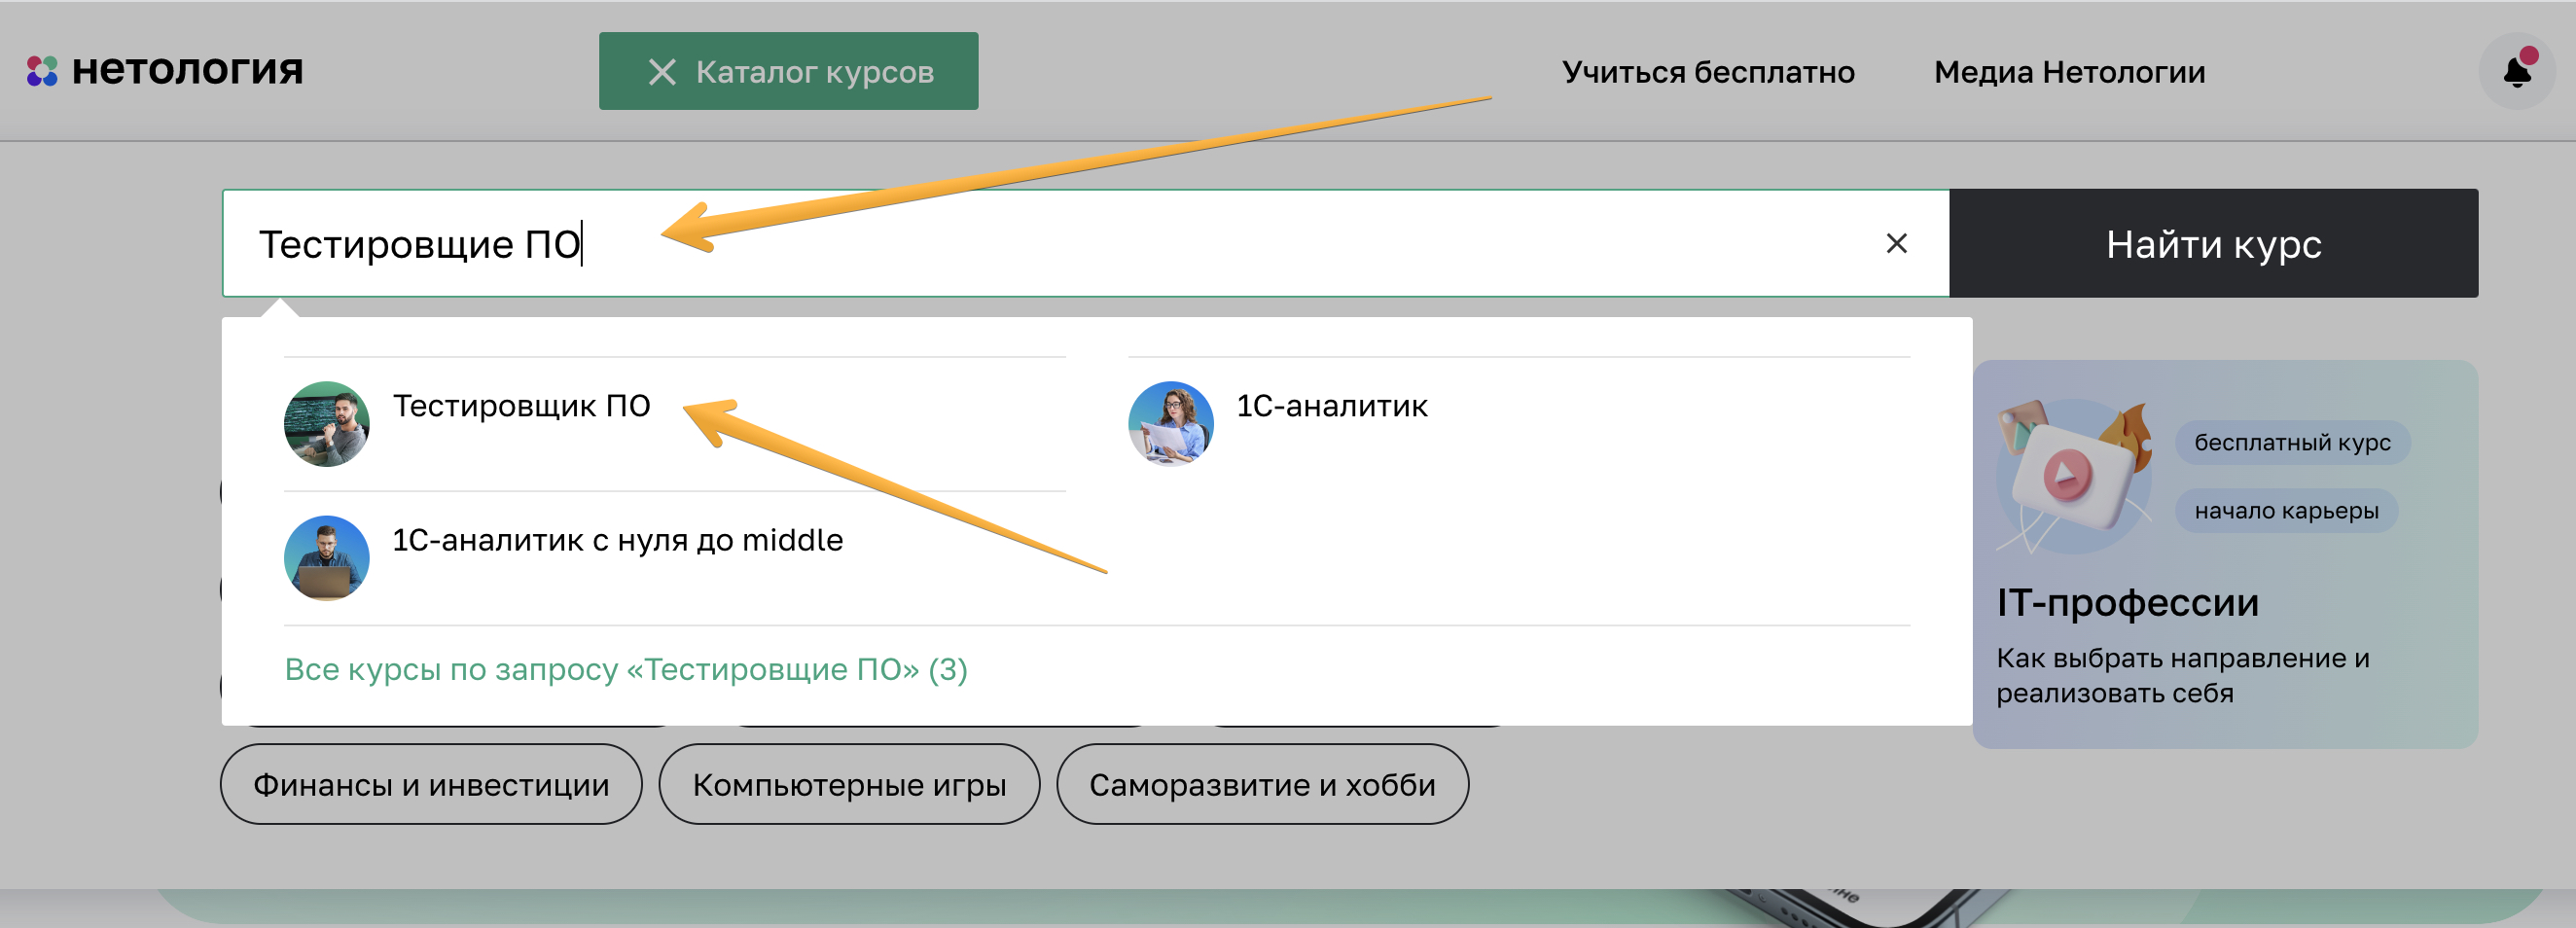 нетология
Каталог курсов
Учиться бесплатно
Медиа Нетологии
Тестировщие ПО
Найти курс
Тестировщик ПО
1С-аналитик
1С-аналитик с нуля до middle
Все курсы по запросу «Тестировщие ПО» (3)
бесплатный курс
начало карьеры
IT-профессии
Как выбрать направление и
реализовать себя
Финансы и инвестиции
Компьютерные игры
Саморазвитие и хобби